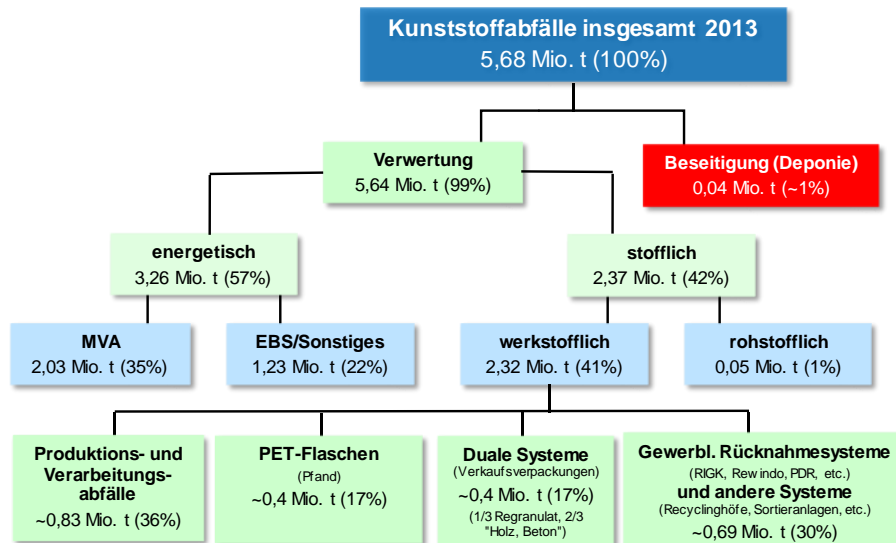 Kunststoffabfälle insgesamt 2013
5,68 Mio. t (100%)
Verwertung
5,64 Mio. t (99%)
Beseitigung (Deponie)
0,04 Mio. t (~1%)
energetisch
3,26 Mio. t (57%)
stofflich
2,37 Mio. t (42%)
MVA
2,03 Mio. t (35%)
EBS/Sonstiges
1,23 Mio. t (22%)
werkstofflich
2,32 Mio. t (41%)
rohstofflich
0,05 Mio. t (1%)
Produktions- und
Verarbeitungs-
abfälle
~0,83 Mio. t (36%)
PET-Flaschen
(Pfand)
~0,4 Mio. t (17%)
Duale Systeme
(Verkaufsverpackungen)
~0,4 Mio. t (17%)
(1/3 Regranulat, 2/3
"Holz, Beton")
Gewerbl. Rücknahmesysteme
(RIGK, Rewindo, PDR, etc.)
und andere Systeme
(Recyclinghöfe, Sortieranlagen, etc.)
~0,69 Mio. t (30%)